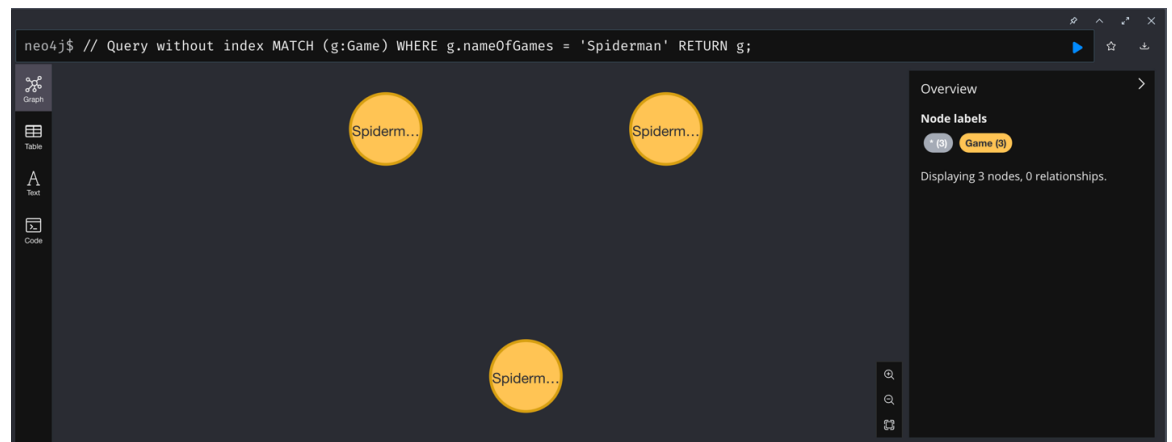 neo4j$ // Query without index MATCH (g:Game) WHERE g.nameOfGames = 'Spiderman' RETURN g;
Graph
Table
Text
Code
Spiderm...
Spiderm...
Spiderm...
Overview
Node labels
* (3) Game (3)
Displaying 3 nodes, 0 relationships.